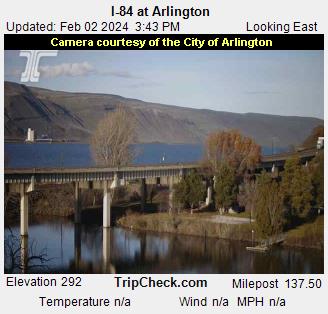 I-84 at Arlington
Updated: Feb 02 2024 3:43 PM Looking East
Camera courtesy of the City of Arlington
Elevation 292 TripCheck.com Milepost 137.50
Temperature n/a Wind n/a MPH n/a